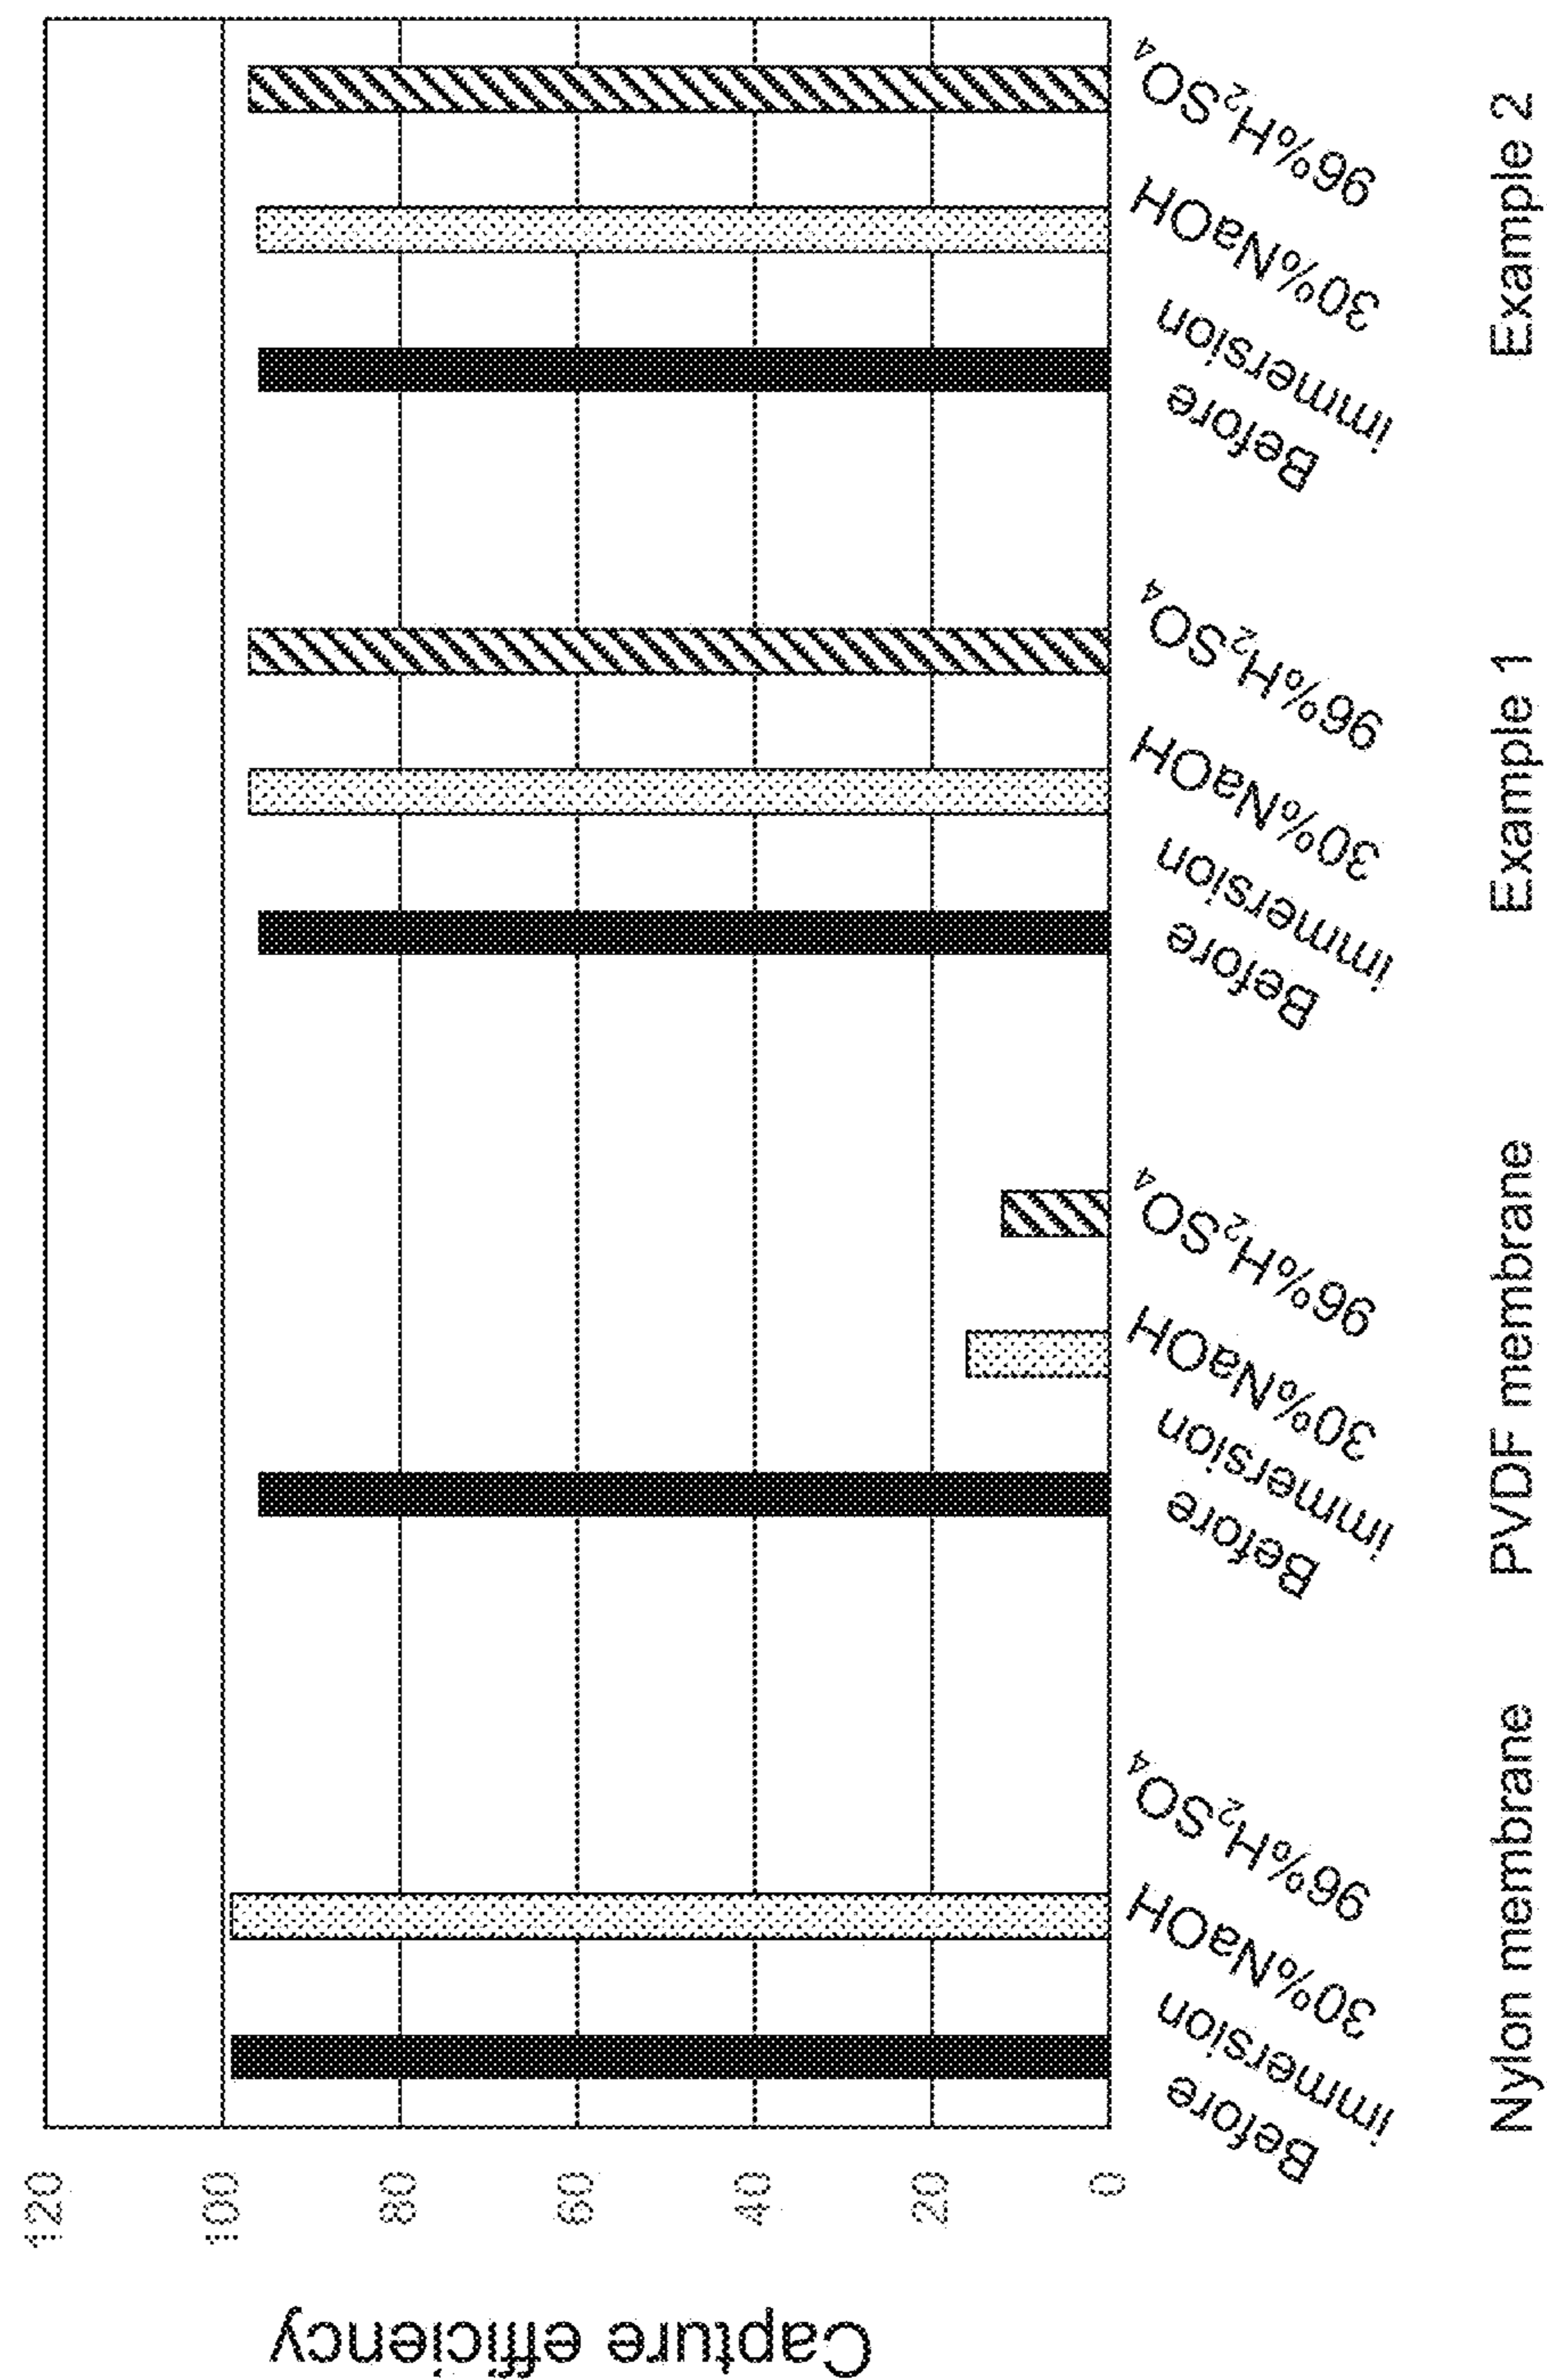 Capture efficiency
120
100
80
60
40
20
0
Before
immersion
30%NaOH
96%H₂SO₄
Before
immersion
30%NaOH
96%H₂SO₄
Before
immersion
30%NaOH
96%H₂SO₄
Before
immersion
30%NaOH
96%H₂SO₄
Nylon membrane
PVDF membrane
Example 1
Example 2